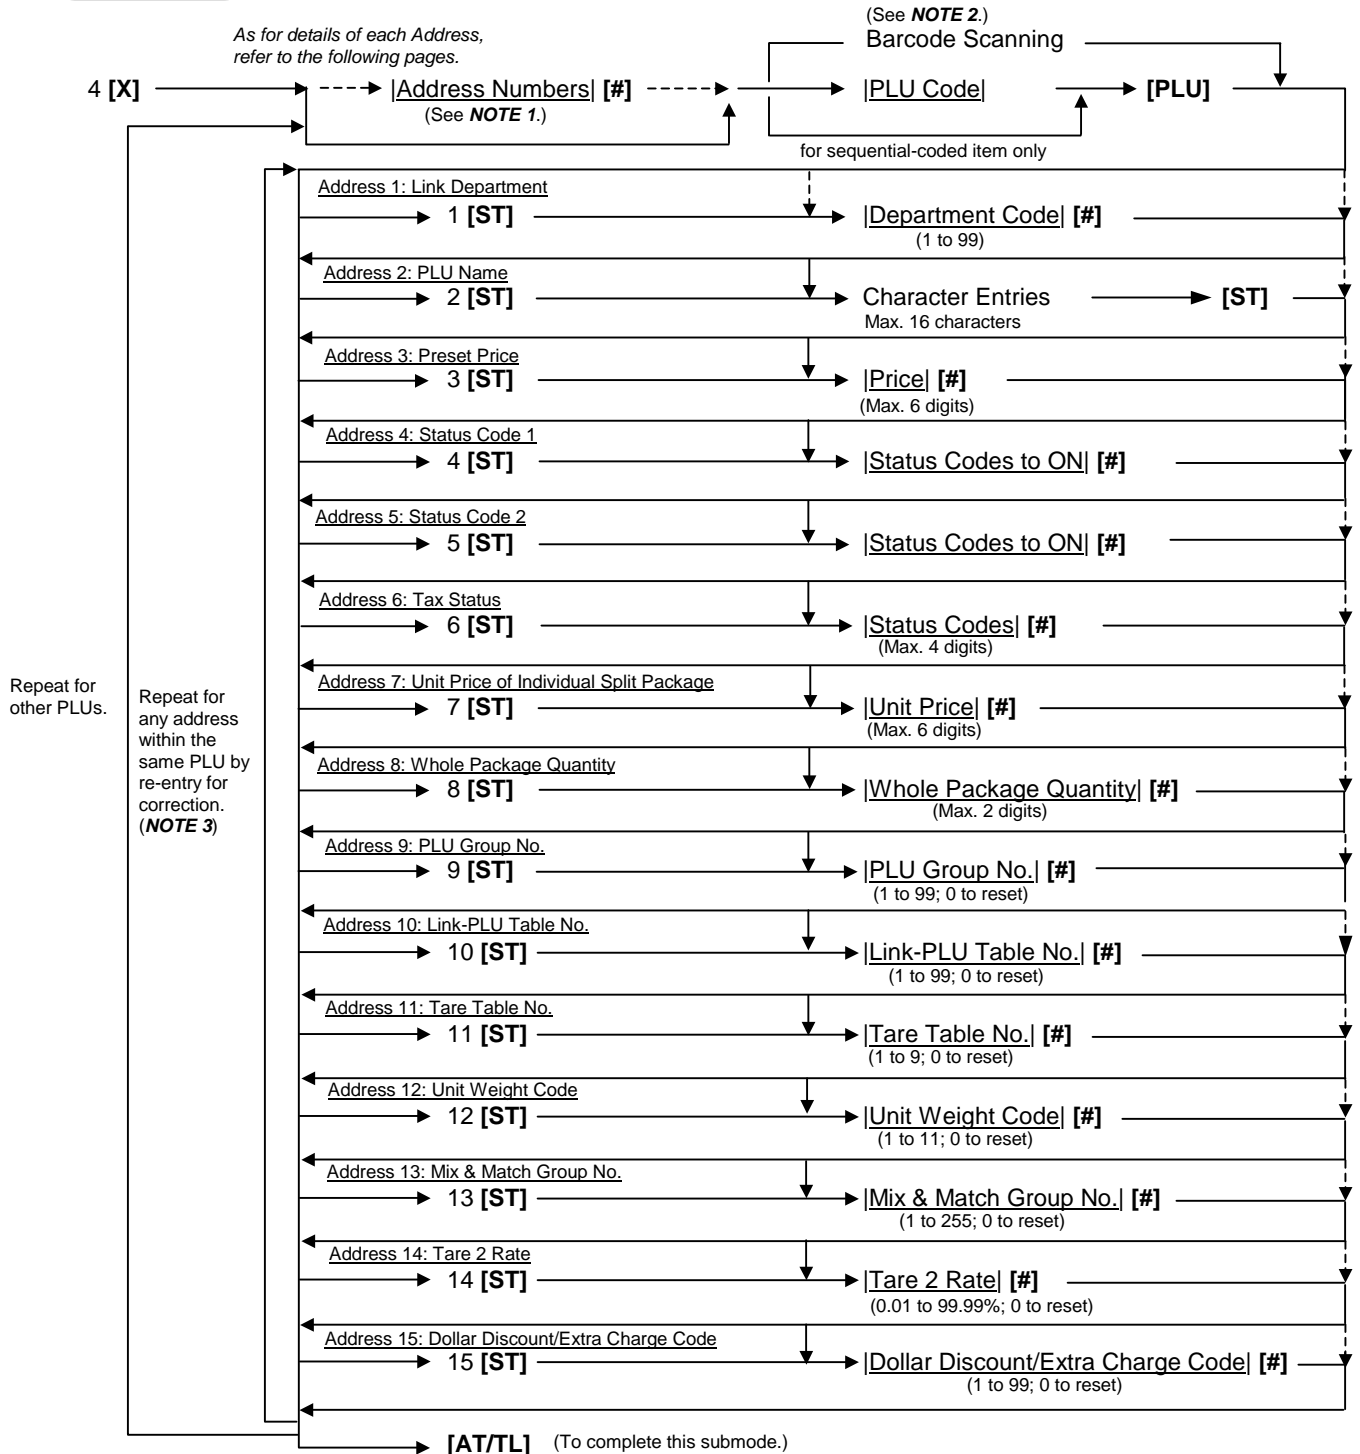 (See NOTE 2.)
As for details of each Address,
refer to the following pages.
Barcode Scanning
4 [X]
|Address Numbers| [#]
(See NOTE 1.)
|PLU Code|
[PLU]
for sequential-coded item only
Address 1: Link Department
1 [ST]
|Department Code| [#]
(1 to 99)
Address 2: PLU Name
2 [ST]
Character Entries
[ST]
Max. 16 characters
Address 3: Preset Price
3 [ST]
|Price| [#]
(Max. 6 digits)
Address 4: Status Code 1
4 [ST]
|Status Codes to ON| [#]
Address 5: Status Code 2
5 [ST]
|Status Codes to ON| [#]
Address 6: Tax Status
6 [ST]
|Status Codes| [#]
(Max. 4 digits)
Repeat for
other PLUs.
Repeat for
any address
within the
same PLU by
re-entry for
correction.
(NOTE 3)
Address 7: Unit Price of Individual Split Package
7 [ST]
|Unit Price| [#]
(Max. 6 digits)
Address 8: Whole Package Quantity
8 [ST]
|Whole Package Quantity| [#]
(Max. 2 digits)
Address 9: PLU Group No.
9 [ST]
|PLU Group No.| [#]
(1 to 99; 0 to reset)
Address 10: Link-PLU Table No.
10 [ST]
|Link-PLU Table No.| [#]
(1 to 99; 0 to reset)
Address 11: Tare Table No.
11 [ST]
|Tare Table No.| [#]
(1 to 9; 0 to reset)
Address 12: Unit Weight Code
12 [ST]
|Unit Weight Code| [#]
(1 to 11; 0 to reset)
Address 13: Mix & Match Group No.
13 [ST]
|Mix & Match Group No.| [#]
(1 to 255; 0 to reset)
Address 14: Tare 2 Rate
14 [ST]
|Tare 2 Rate| [#]
(0.01 to 99.99%; 0 to reset)
Address 15: Dollar Discount/Extra Charge Code
15 [ST]
|Dollar Discount/Extra Charge Code| [#]
(1 to 99; 0 to reset)
[AT/TL] (To complete this submode.)